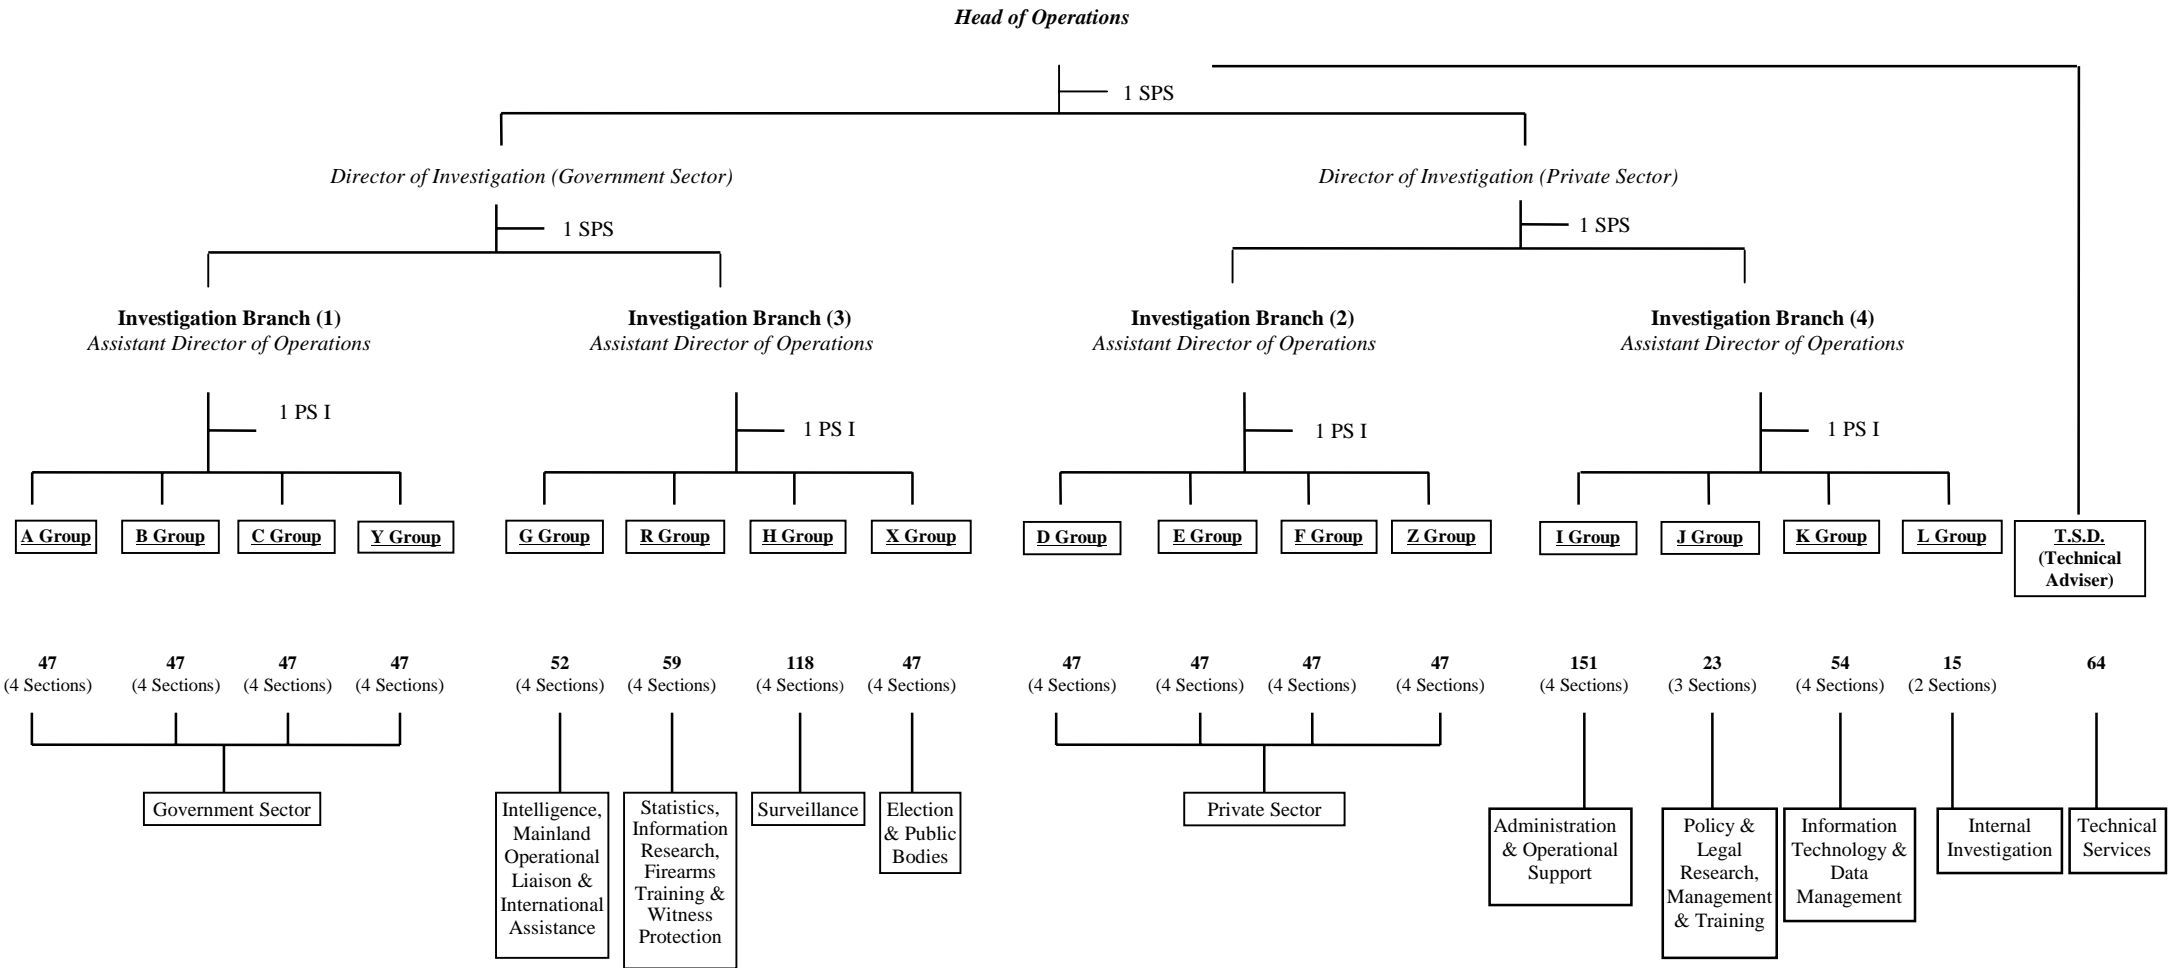 Head of Operations
1 SPS
Director of Investigation (Government Sector)
Director of Investigation (Private Sector)
1 SPS
1 SPS
Investigation Branch (1)
Assistant Director of Operations
Investigation Branch (3)
Assistant Director of Operations
Investigation Branch (2)
Assistant Director of Operations
Investigation Branch (4)
Assistant Director of Operations
1 PS I
1 PS I
1 PS I
1 PS I
A Group
B Group
C Group
Y Group
G Group
R Group
H Group
X Group
D Group
E Group
F Group
Z Group
I Group
J Group
K Group
L Group
T.S.D.
(Technical
Adviser)
47
(4 Sections)
47
(4 Sections)
47
(4 Sections)
47
(4 Sections)
52
(4 Sections)
59
(4 Sections)
118
(4 Sections)
47
(4 Sections)
47
(4 Sections)
47
(4 Sections)
47
(4 Sections)
47
(4 Sections)
151
(4 Sections)
23
(3 Sections)
54
(4 Sections)
15
(2 Sections)
64
Government Sector
Intelligence,
Mainland
Operational
Liaison &
International
Assistance
Statistics,
Information
Research,
Firearms
Training &
Witness
Protection
Surveillance
Election
& Public
Bodies
Private Sector
Administration
& Operational
Support
Policy &
Legal
Research,
Management
& Training
Information
Technology &
Data
Management
Internal
Investigation
Technical
Services